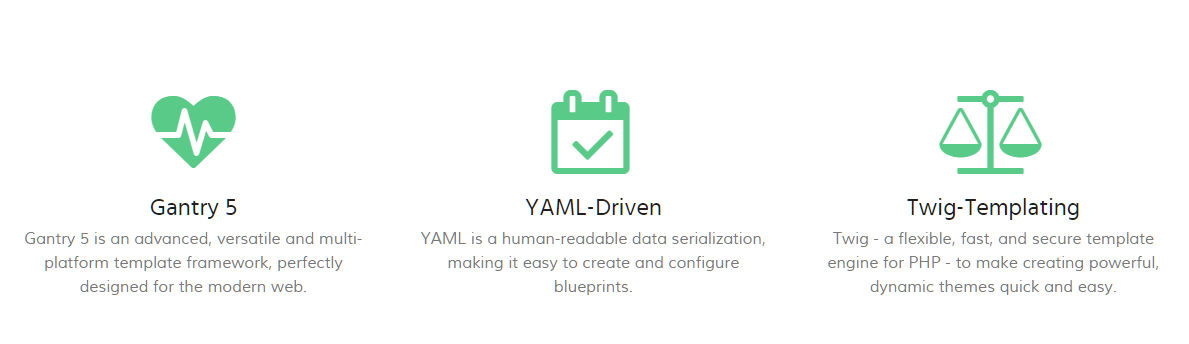 Gantry 5
Gantry 5 is an advanced, versatile and multi-
platform template framework, perfectly
designed for the modern web.
YAML-Driven
YAML is a human-readable data serialization,
making it easy to create and configure
blueprints.
Twig-Templating
Twig - a flexible, fast, and secure template
engine for PHP - to make creating powerful,
dynamic themes quick and easy.